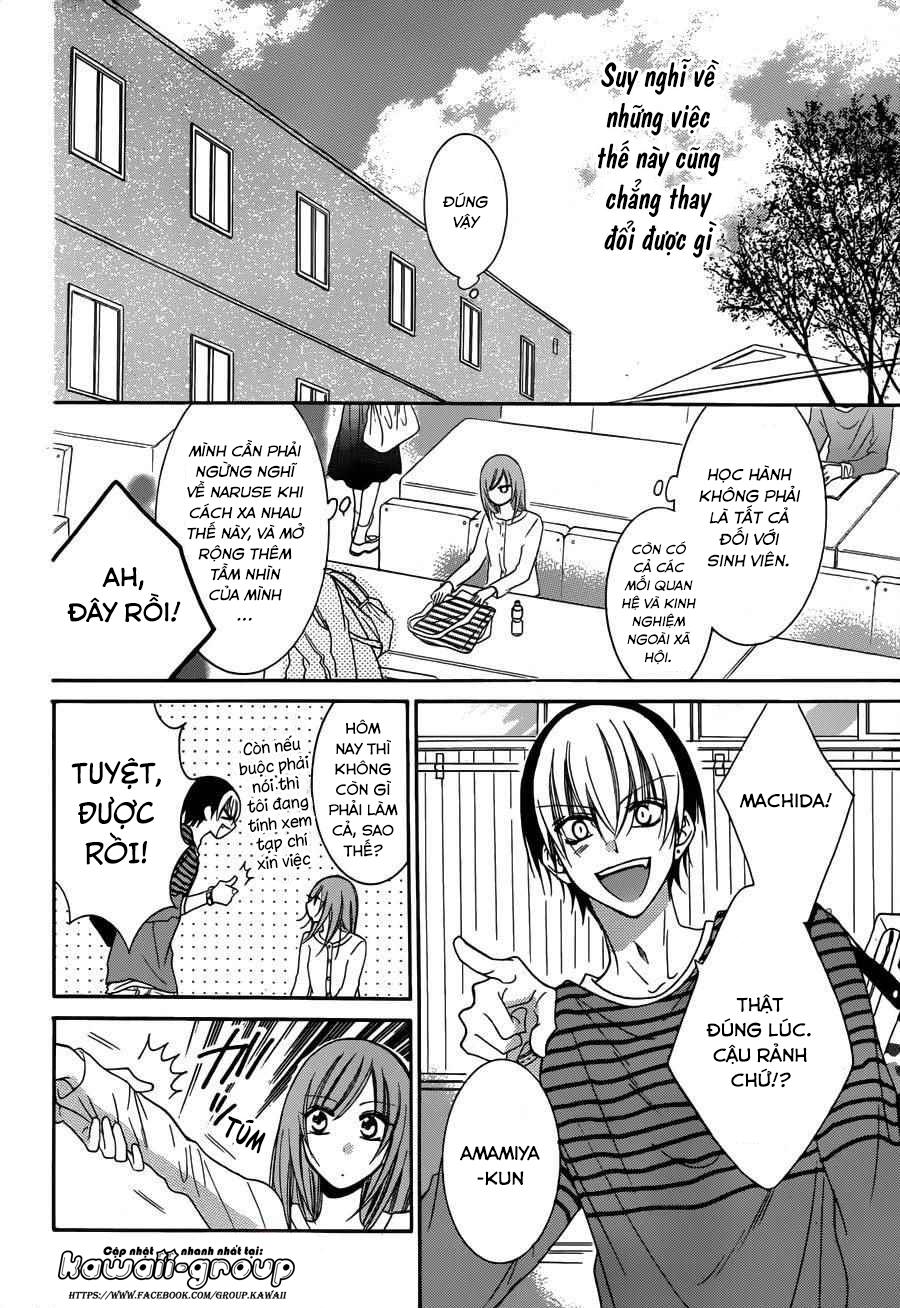 Suy nghĩ về
những việc
thế này cũng
chẳng thay
đổi được gì
ĐÚNG
VẬY
HỌC HÀNH
KHÔNG PHẢI
LÀ TẤT CẢ
ĐỐI VỚI
SINH VIÊN.
CÒN CÓ
CẢ CÁC
MỐI QUAN
HỆ VÀ KINH
NGHIỆM
NGOÀI XÃ
HỘI.
MÌNH CẦN PHẢI
NGỪNG NGHĨ
VỀ NARUSE KHI
CÁCH XA NHAU
THẾ NÀY, VÀ MỞ
RỘNG THÊM
TẦM NHÌN
CỦA MÌNH
...
AH,
ĐÂY RỒI!
MACHIDA!
THẬT
ĐÚNG LÚC.
CẬU RẢNH
CHỨ!?
AMAMIYA
-KUN
HÔM
NAY THÌ
KHÔNG
CÒN GÌ
PHẢI LÀM
CẢ, SAO
THẾ?
Còn nếu
buộc phải
nói thì
tôi đang
tính xem
tạp chí
xin việc
TUYỆT,
ĐƯỢC
RỒI!
ガシッ
TÚM
Cập nhật nhanh nhất tại:
kawaii-group
HTTPS://WWW.FACEBOOK.COM/GROUP.KAWAII